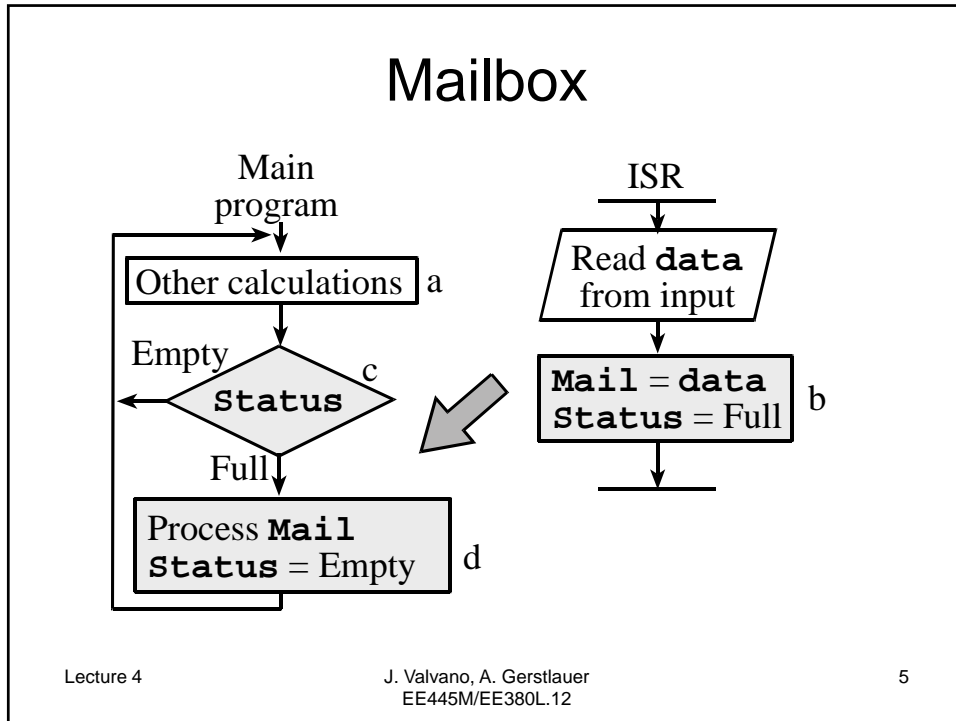 Mailbox
Main
program
Other calculations
a
Empty
c
Status
Full
Process Mail
Status = Empty
d
ISR
Read data
from input
Mail = data
Status = Full
b
Lecture 4
J. Valvano, A. Gerstlauer
EE445M/EE380L.12
5